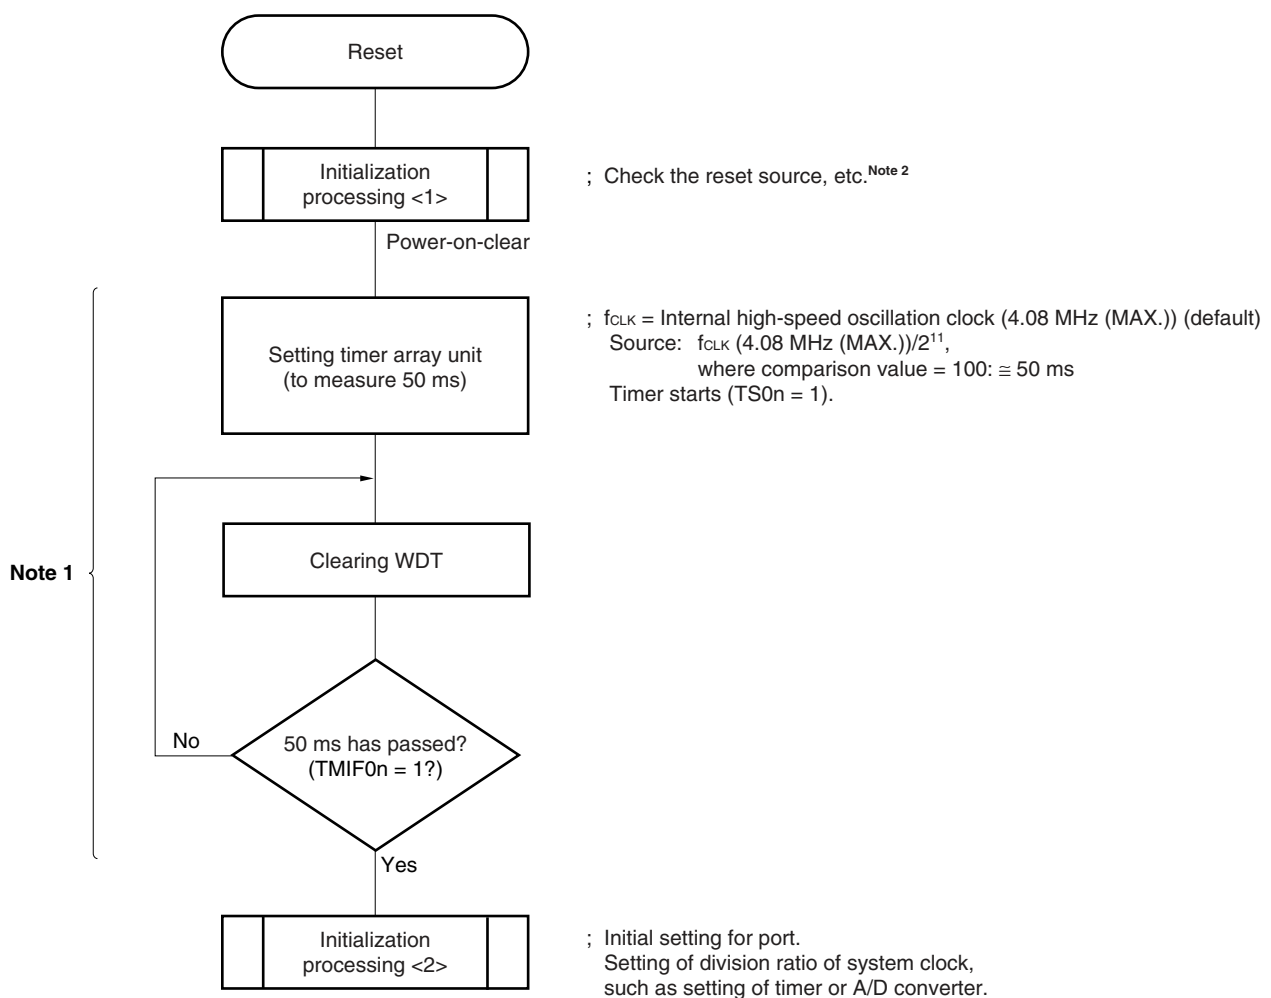 Reset
Initialization
processing <1>
; Check the reset source, etc.Note 2
Power-on-clear
Setting timer array unit
(to measure 50 ms)
; fCLK = Internal high-speed oscillation clock (4.08 MHz (MAX.)) (default)
Source: fCLK (4.08 MHz (MAX.))/2¹¹,
where comparison value = 100: ≅ 50 ms
Timer starts (TS0n = 1).
Note 1
Clearing WDT
No
50 ms has passed?
(TMIF0n = 1?)
Yes
Initialization
processing <2>
; Initial setting for port.
Setting of division ratio of system clock,
such as setting of timer or A/D converter.